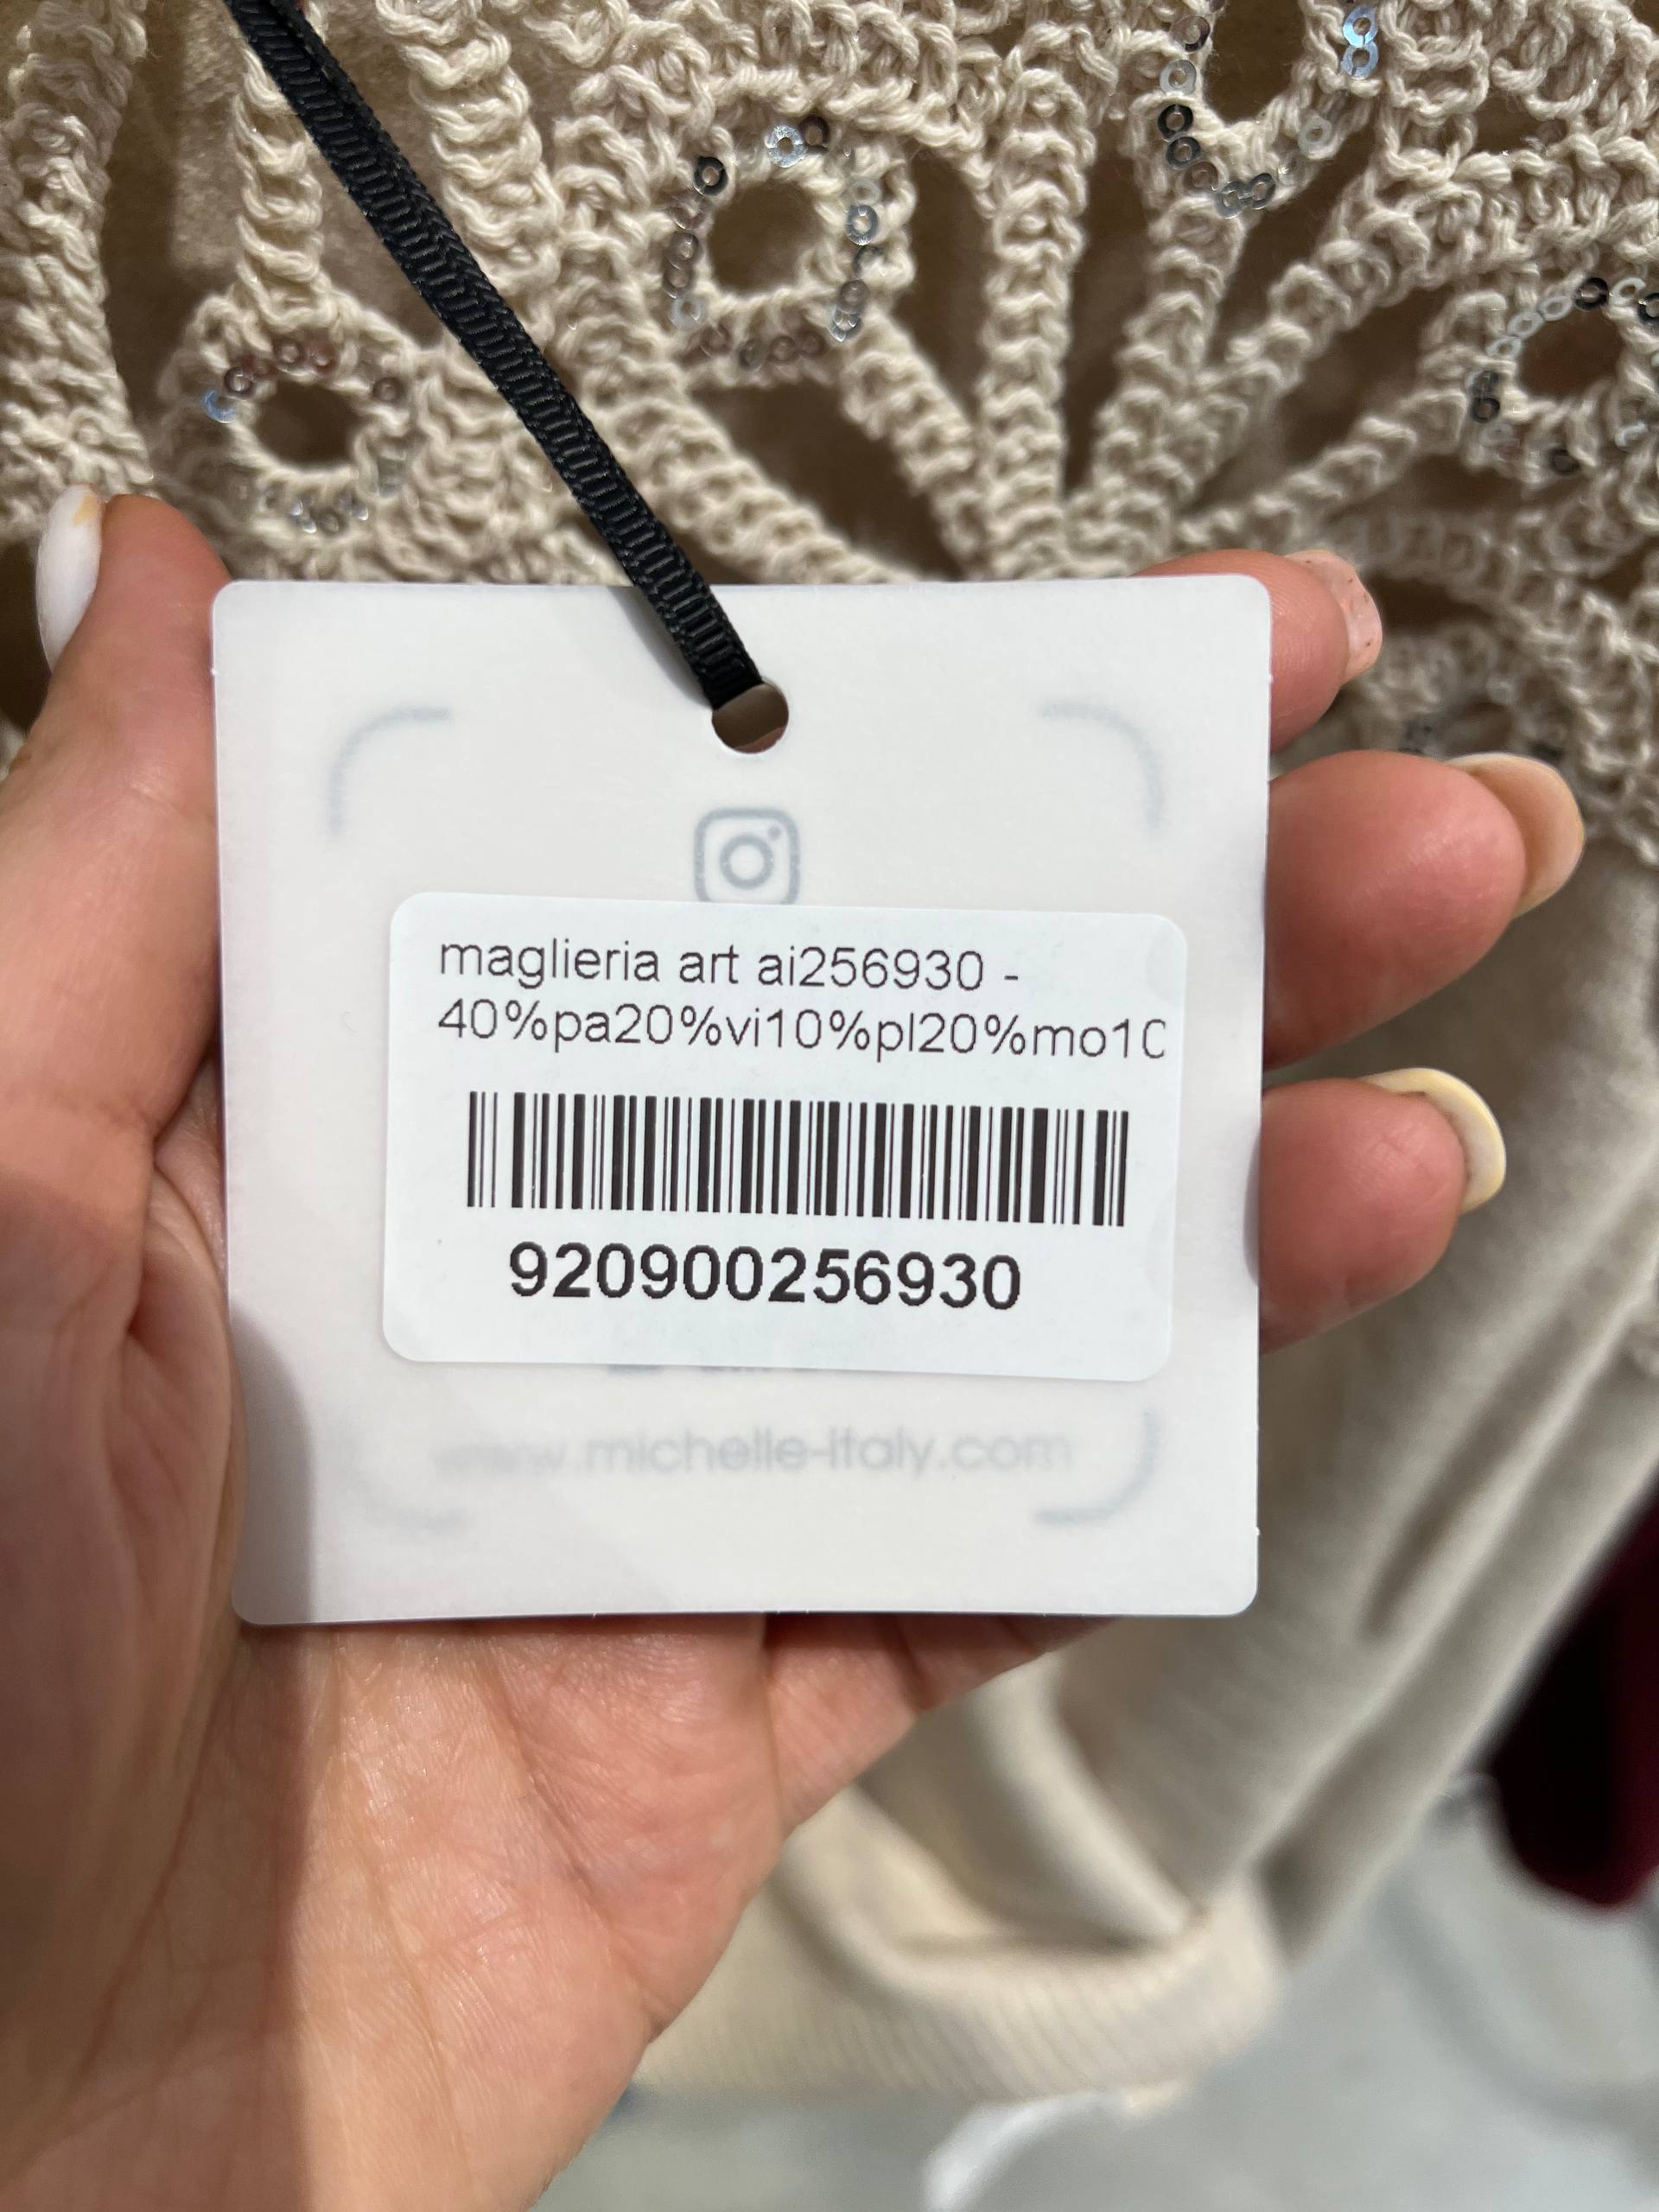 maglieria art ai256930 -
40%pa20%vi10%pl20%mo10
920900256930
www.michelle-italy.com